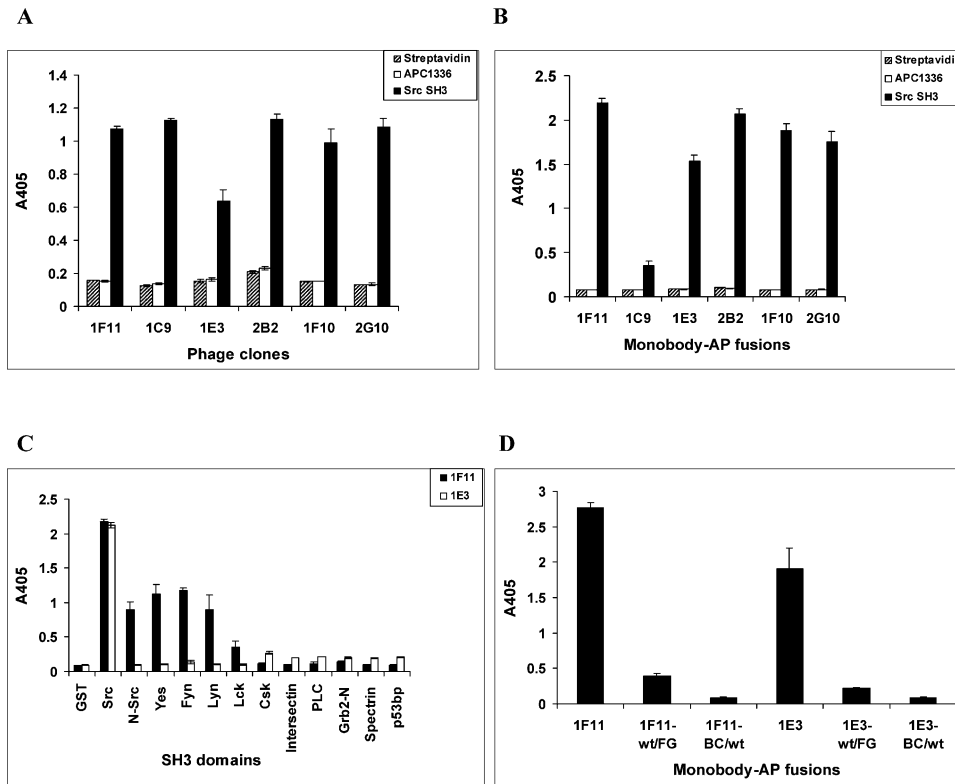 A
Streptavidin
APC1336
Src SH3
1.4
1.2
1
0.8
0.6
0.4
0.2
0
A405
1F11 1C9 1E3 2B2 1F10 2G10
Phage clones
B
Streptavidin
APC1336
Src SH3
2.5
2
1.5
1
0.5
0
A405
1F11 1C9 1E3 2B2 1F10 2G10
Monobody-AP fusions
C
1F11
1E3
2.5
2
1.5
1
0.5
0
A405
GST Src N-Src Yes Fyn Lyn Lck Csk Intersectin PLC Grb2-N Spectrin p53bp
SH3 domains
D
3
2.5
2
1.5
1
0.5
0
A405
1F11 1F11- 1F11- 1E3 1E3- 1E3-
wt/FG BC/wt wt/FG BC/wt
Monobody-AP fusions